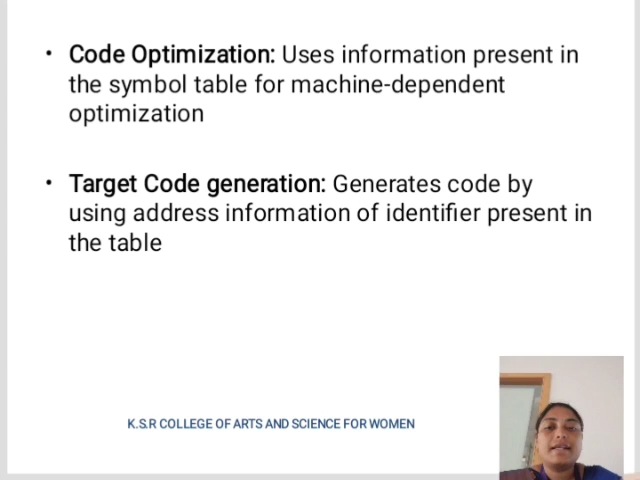 • Code Optimization: Uses information present in
the symbol table for machine-dependent
optimization
• Target Code generation: Generates code by
using address information of identifier present in
the table
K.S.R COLLEGE OF ARTS AND SCIENCE FOR WOMEN